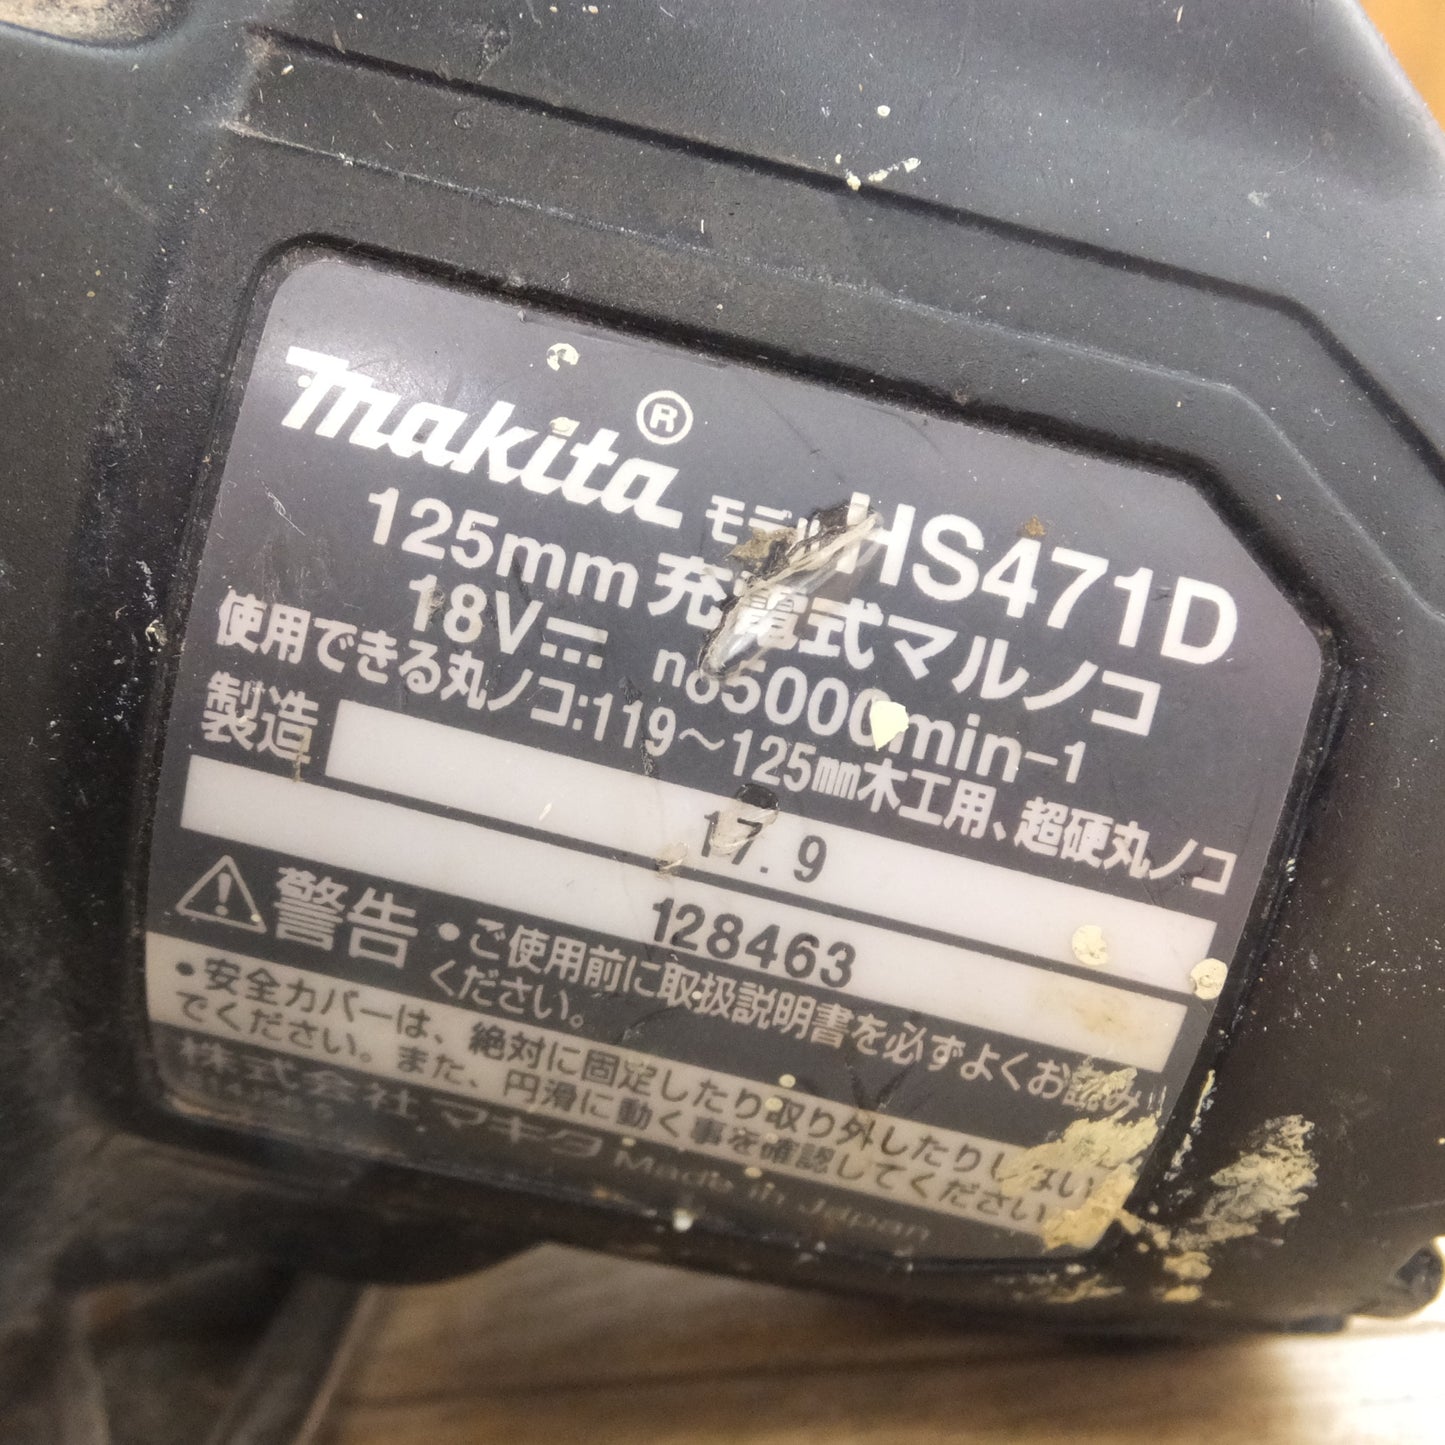 makita®
モデル HS471D
125mm 充電式マルノコ
18V n₀5000min-1
使用できる丸ノコ:119～125mm木工用、超硬丸ノコ
製造 17.9
128463
警告 •ご使用前に取扱説明書を必ずよくお読み
ください。
•安全カバーは、絶対に固定したり取り外したりしない
でください。また、円滑に動く事を確認してください
株式会社 マキタ Made in Japan